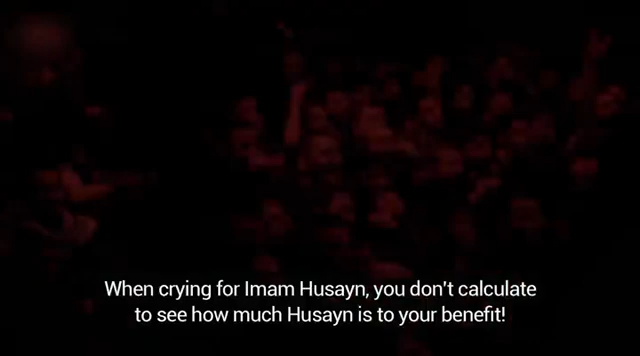 When crying for Imam Husayn, you don't calculate
to see how much Husayn is to your benefit!